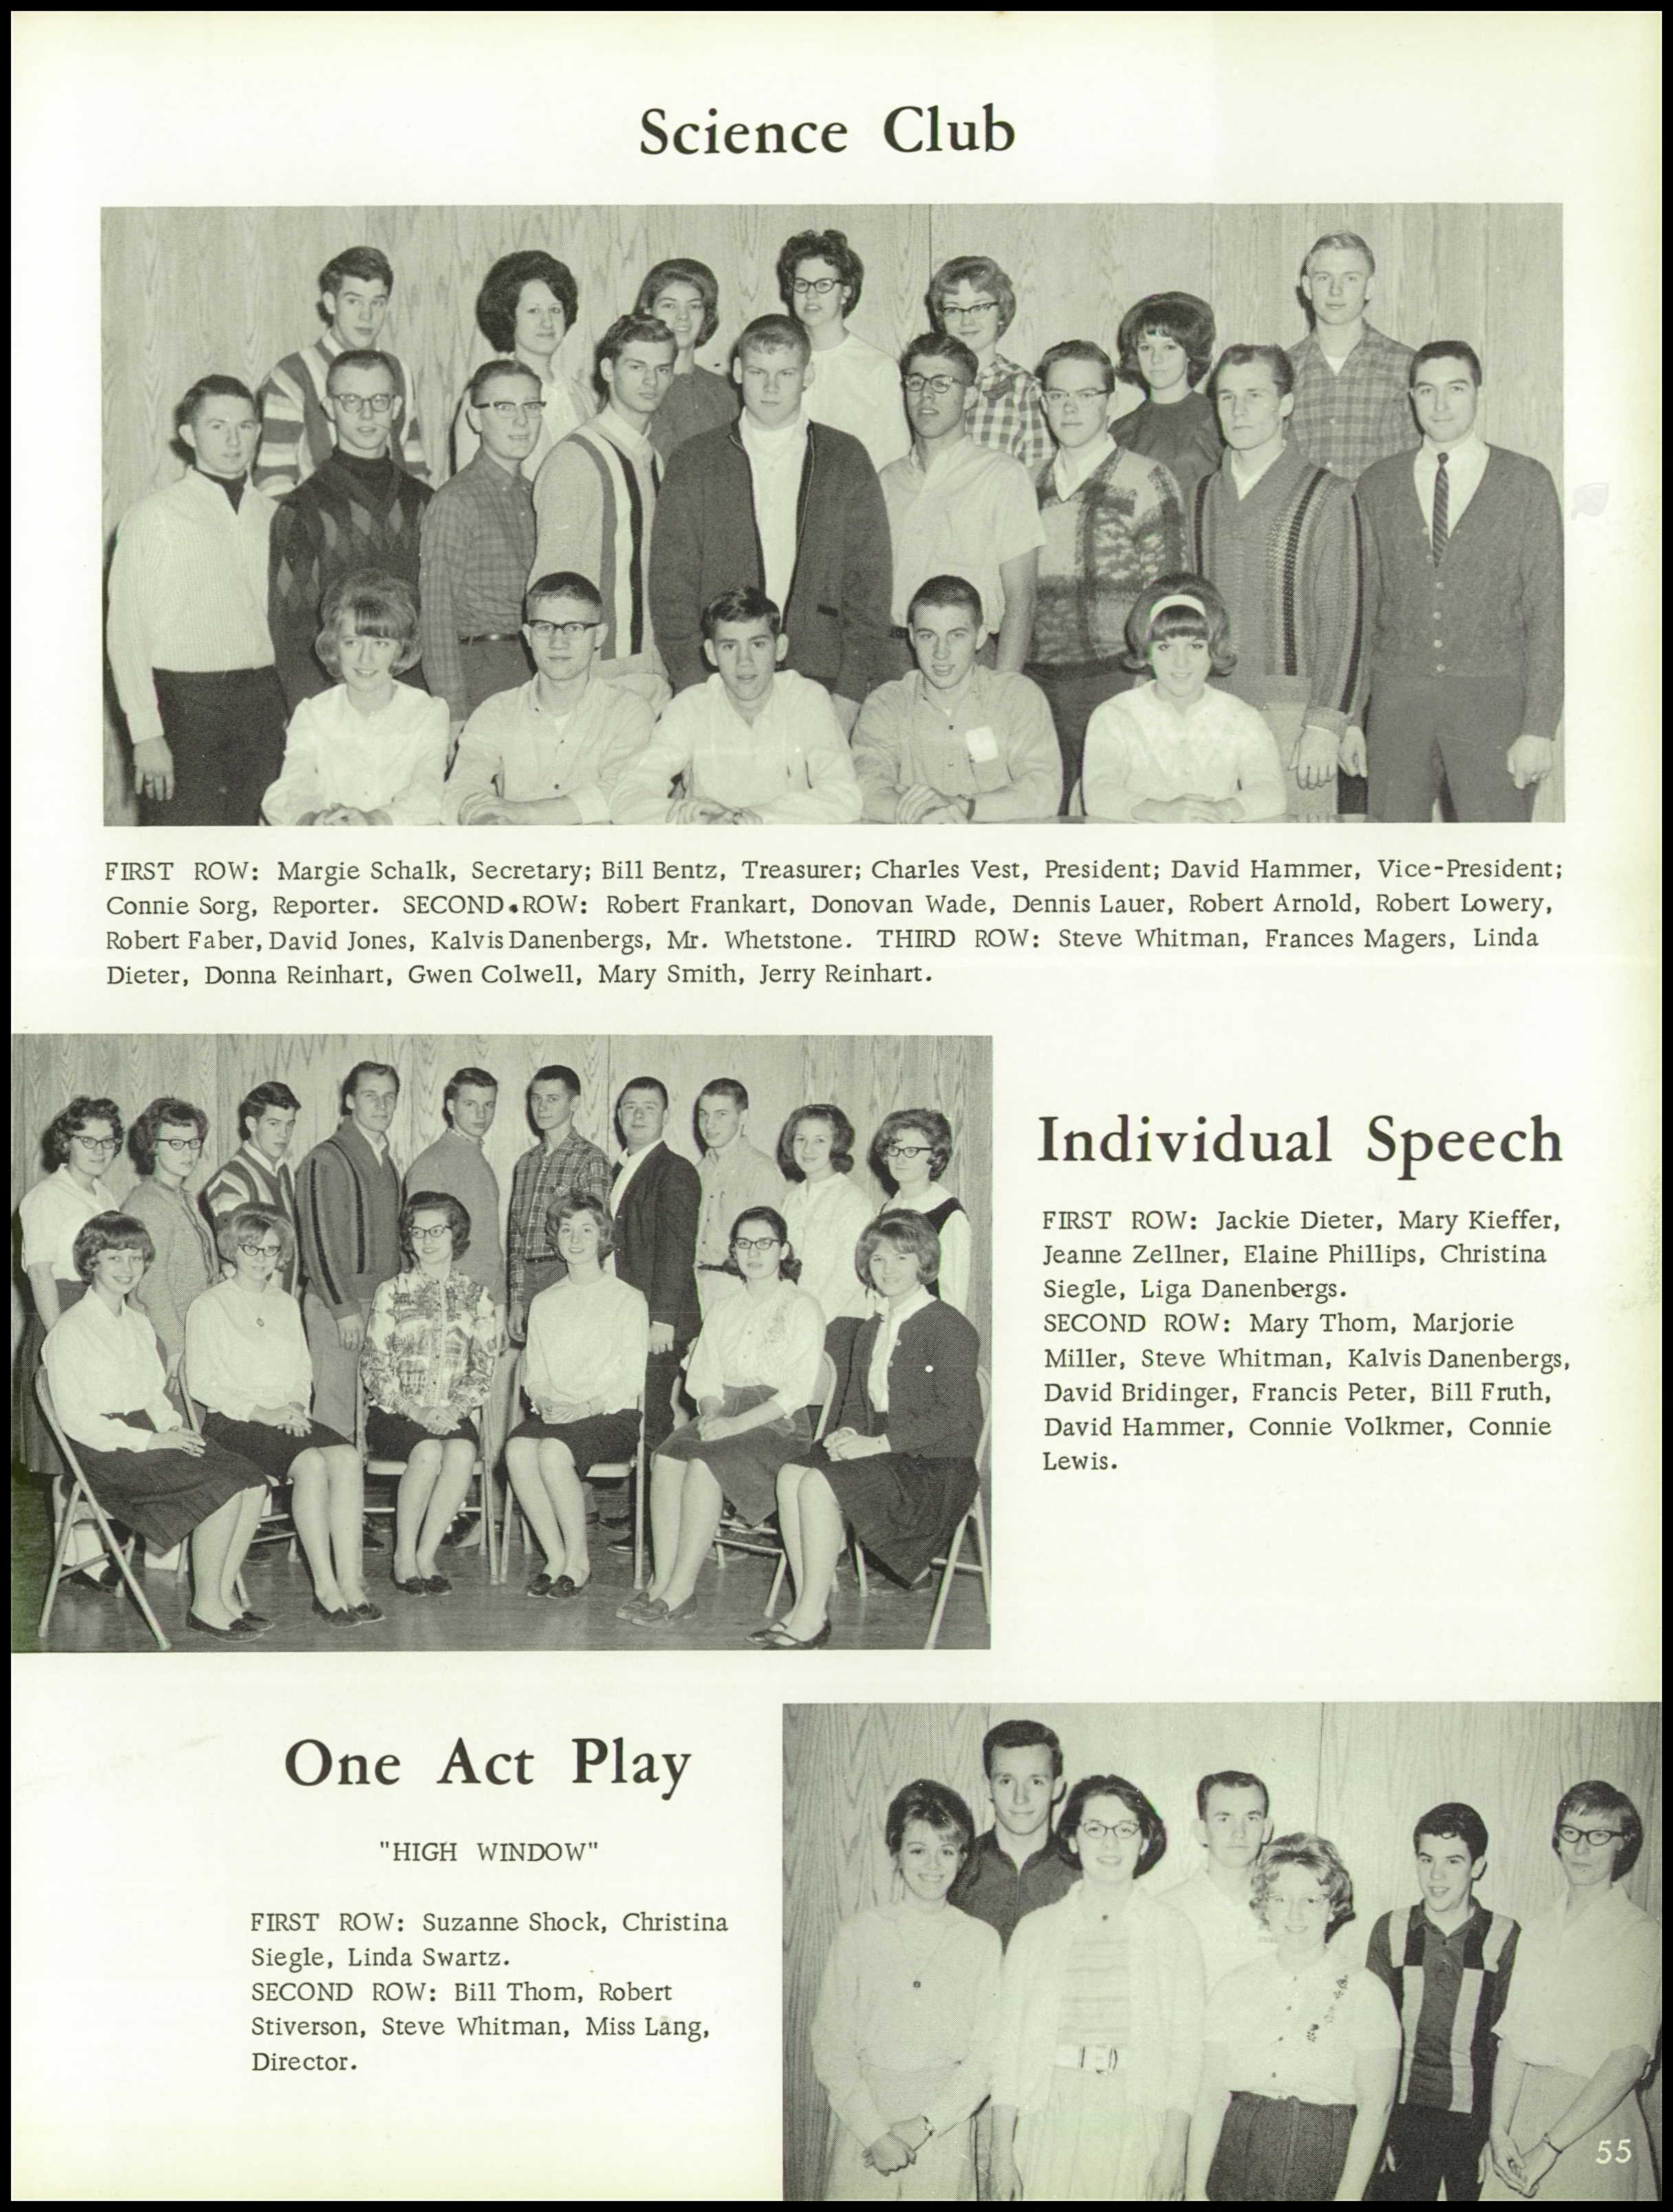 Science Club
FIRST ROW: Margie Schalk, Secretary; Bill Bentz, Treasurer; Charles Vest, President; David Hammer, Vice-President;
Connie Sorg, Reporter. SECOND ROW: Robert Frankart, Donovan Wade, Dennis Lauer, Robert Arnold, Robert Lowery,
Robert Faber, David Jones, Kalvis Danenbergs, Mr. Whetstone. THIRD ROW: Steve Whitman, Frances Magers, Linda
Dieter, Donna Reinhart, Gwen Colwell, Mary Smith, Jerry Reinhart.
Individual Speech
FIRST ROW: Jackie Dieter, Mary Kieffer,
Jeanne Zellner, Elaine Phillips, Christina
Siegle, Liga Danenbergs.
SECOND ROW: Mary Thom, Marjorie
Miller, Steve Whitman, Kalvis Danenbergs,
David Bridinger, Francis Peter, Bill Fruth,
David Hammer, Connie Volkmer, Connie
Lewis.
One Act Play
"HIGH WINDOW"
FIRST ROW: Suzanne Shock, Christina
Siegle, Linda Swartz.
SECOND ROW: Bill Thom, Robert
Stiverson, Steve Whitman, Miss Lang,
Director.
55